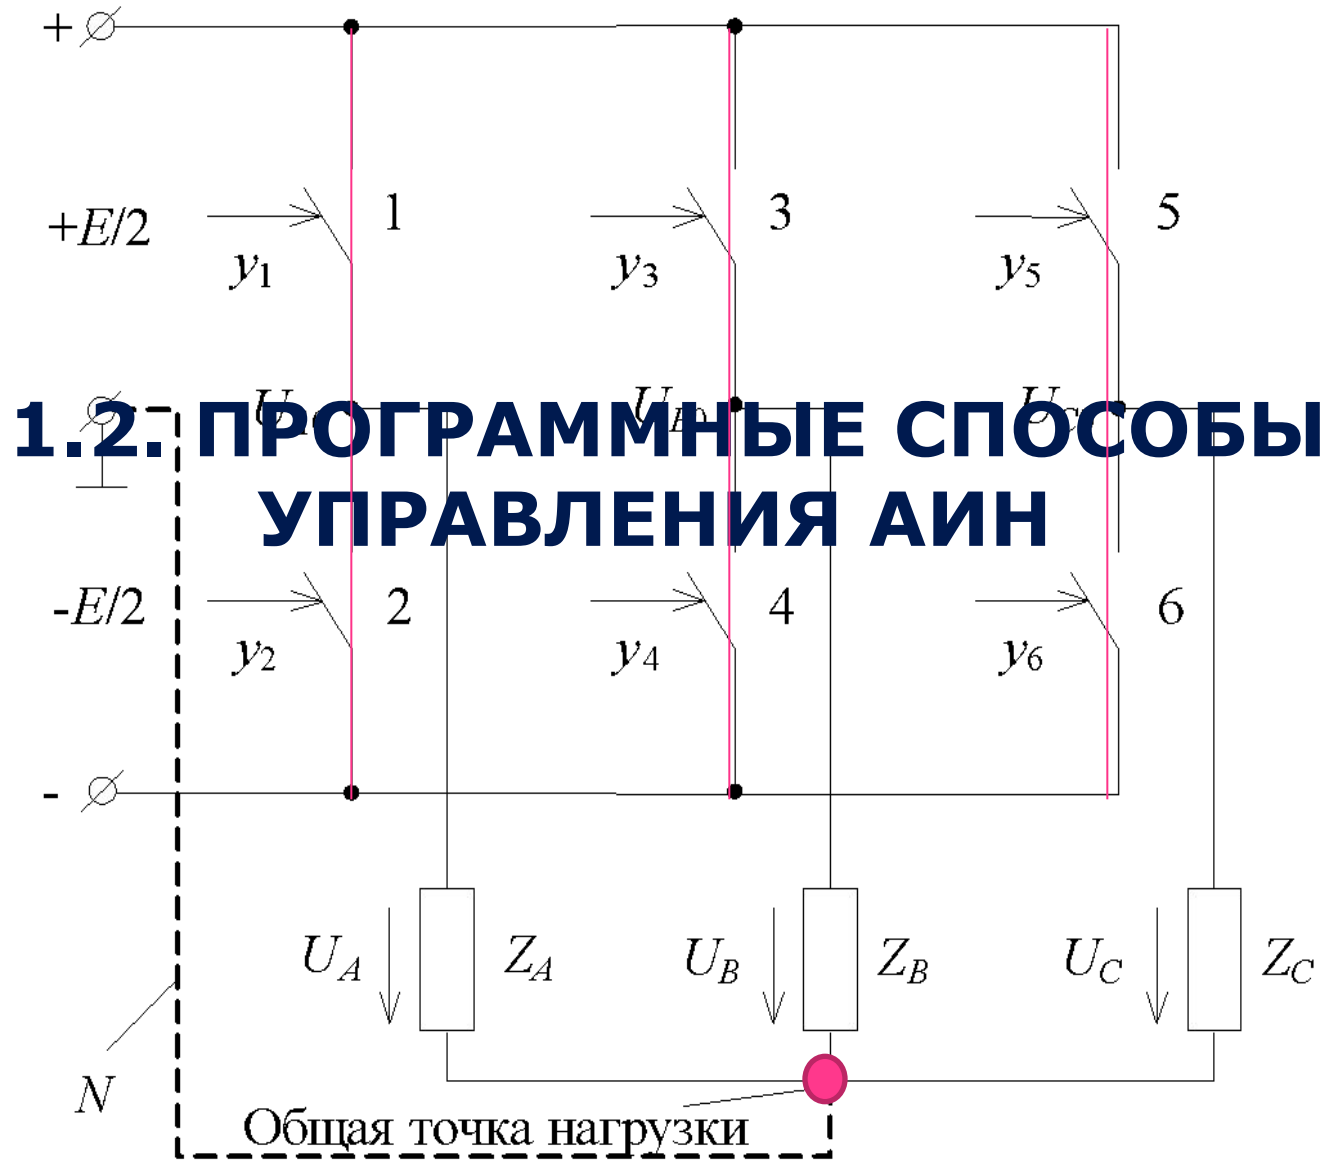 +
+E/2
y1
1
y3
3
y5
5
1.2. ПРОГРАММНЫЕ СПОСОБЫ
УПРАВЛЕНИЯ АИН
-E/2
y2
2
y4
4
y6
6
-
UA
ZA
UB
ZB
UC
ZC
N
Общая точка нагрузки